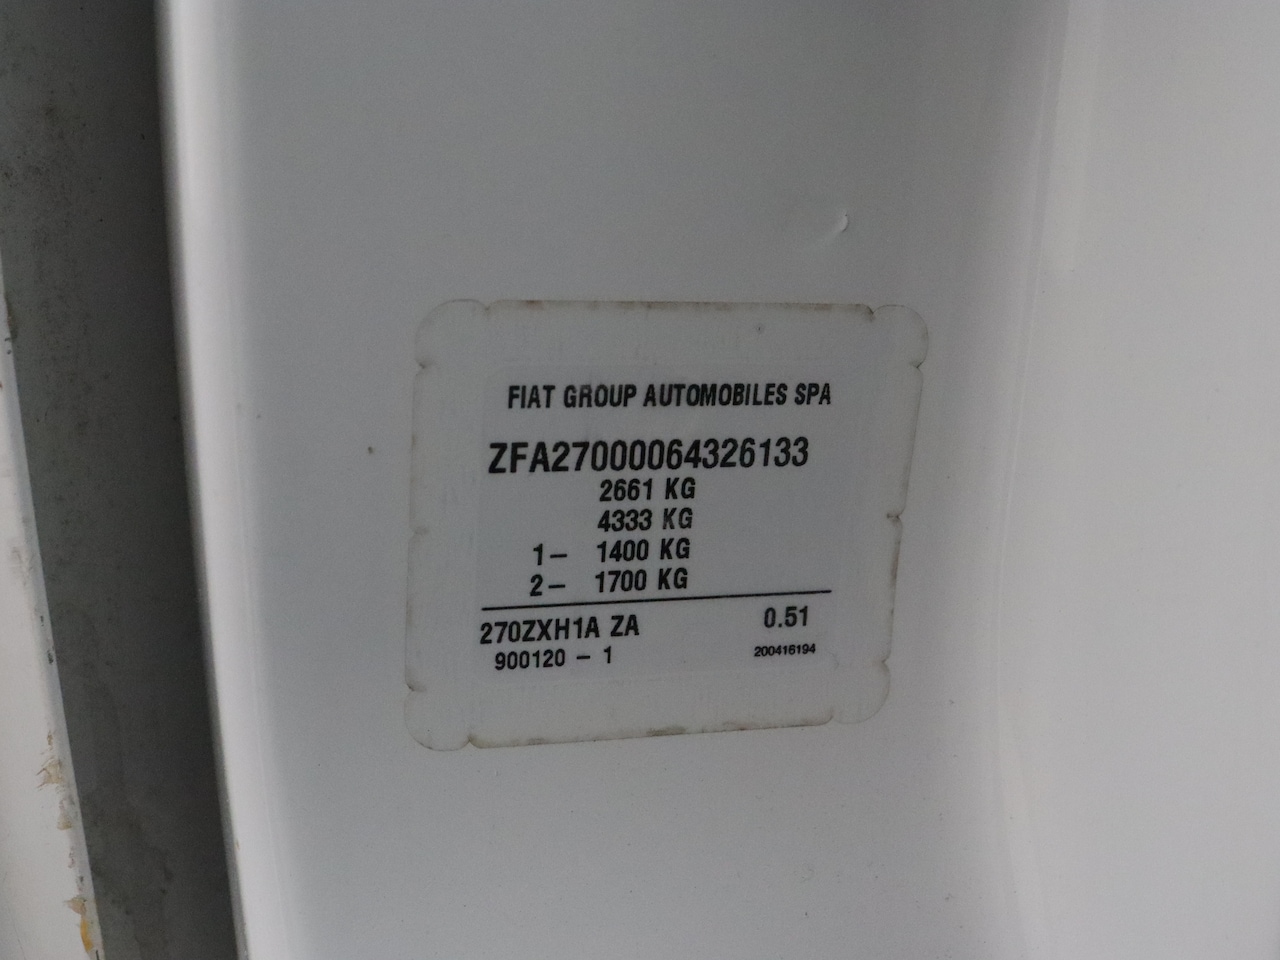 FIAT GROUP AUTOMOBILES SPA
ZFA27000064326133
2661 KG
4333 KG
1- 1400 KG
2- 1700 KG
270ZXH1A ZA 0.51
900120 - 1 200416194